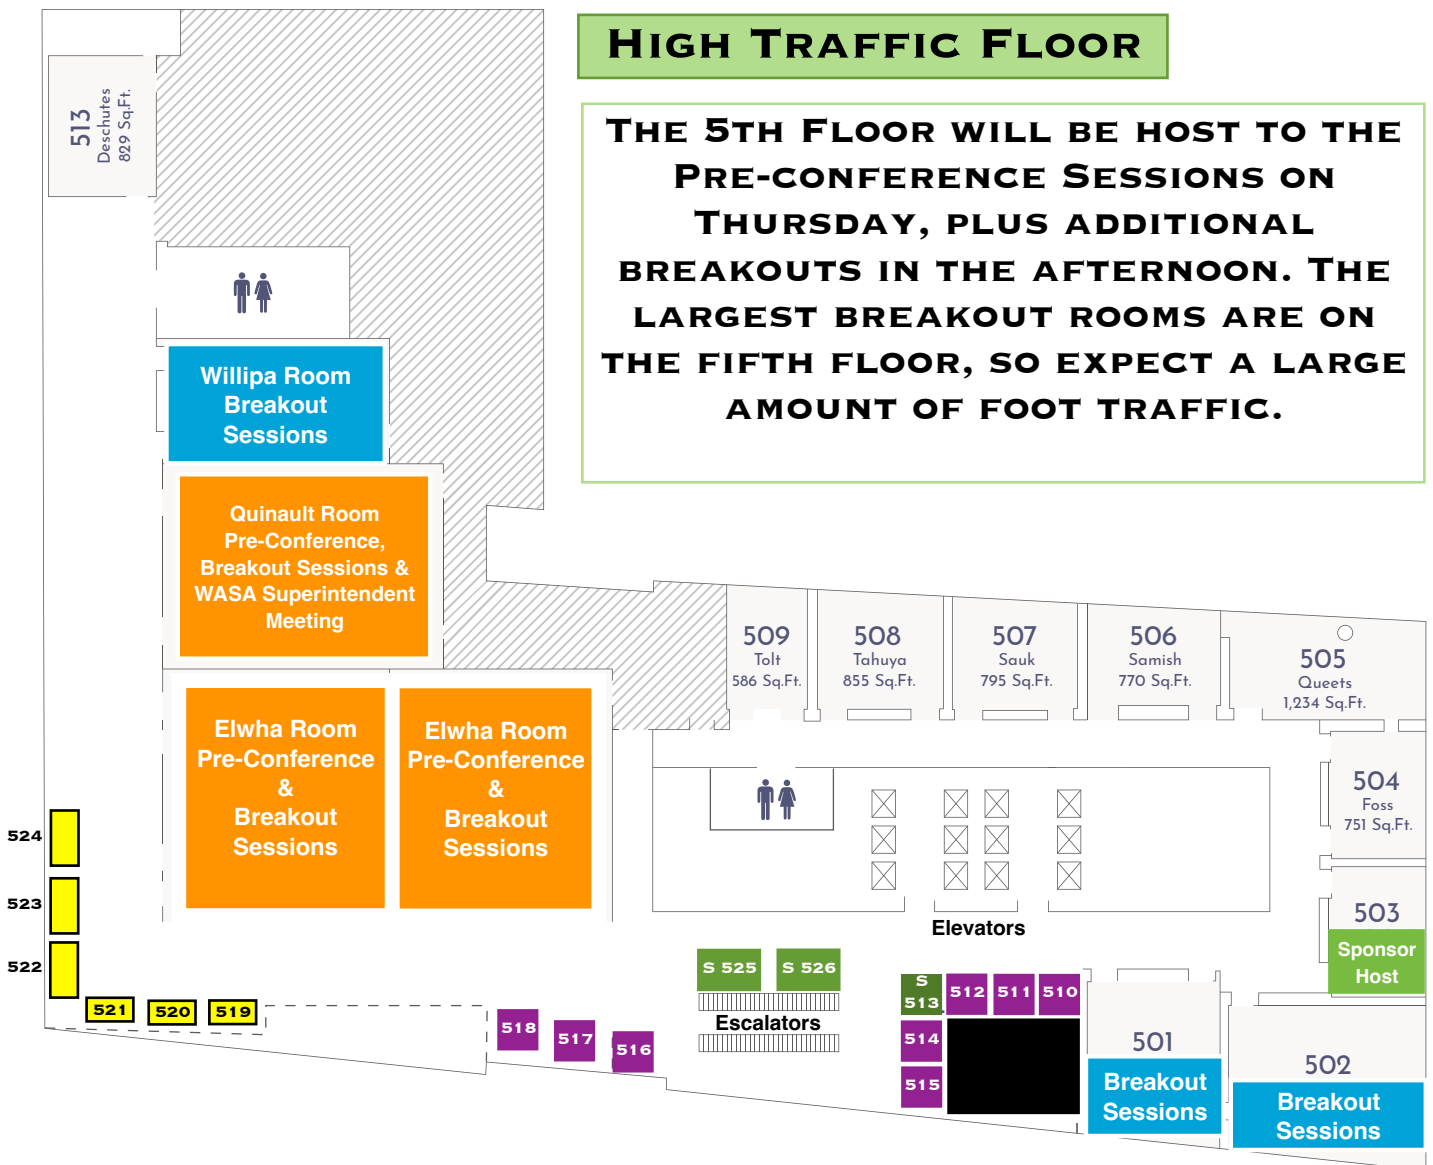 HIGH TRAFFIC FLOOR
THE 5TH FLOOR WILL BE HOST TO THE
PRE-CONFERENCE SESSIONS ON
THURSDAY, PLUS ADDITIONAL
BREAKOUTS IN THE AFTERNOON. THE
LARGEST BREAKOUT ROOMS ARE ON
THE FIFTH FLOOR, SO EXPECT A LARGE
AMOUNT OF FOOT TRAFFIC.
513
Deschutes
829 Sq.Ft.
Willipa Room
Breakout
Sessions
Quinault Room
Pre-Conference,
Breakout Sessions &
WASA Superintendent
Meeting
Elwha Room
Pre-Conference
&
Breakout
Sessions
Elwha Room
Pre-Conference
&
Breakout
Sessions
509
Tolt
586 Sq.Ft.
508
Tahuya
855 Sq.Ft.
507
Sauk
795 Sq.Ft.
506
Samish
770 Sq.Ft.
505
Queets
1,234 Sq.Ft.
504
Foss
751 Sq.Ft.
503
Sponsor
Host
Elevators
524
523
522
521
520
519
518
517
516
S 525
S 526
Escalators
S
513
512
511
510
514
515
501
Breakout
Sessions
502
Breakout
Sessions